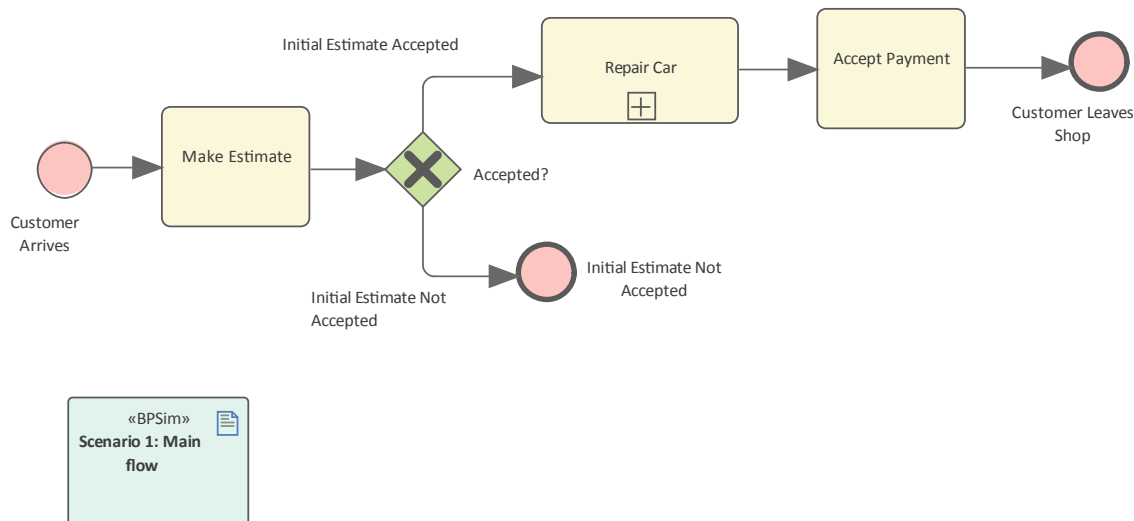 Initial Estimate Accepted
Repair Car
Accept Payment
Customer Leaves
Shop
Make Estimate
Accepted?
Customer
Arrives
Initial Estimate Not
Accepted
Initial Estimate Not
Accepted
«BPSim»
Scenario 1: Main
flow